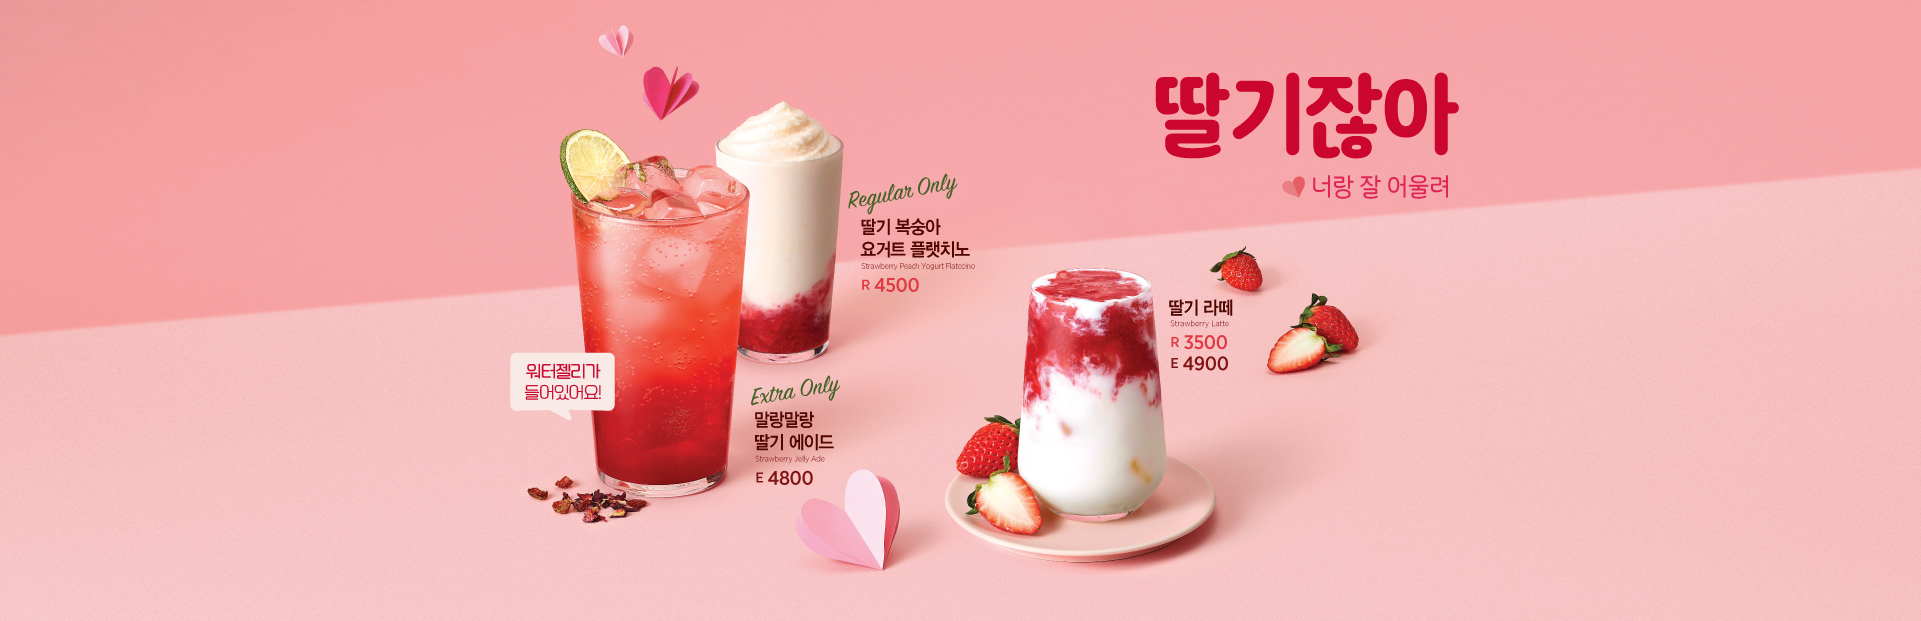 딸기잖아
너랑 잘 어울려
Regular Only
딸기 복숭아
요거트 플랫치노
Strawberry Peach Yogurt Flatccino
R 4500
딸기 라떼
Strawberry Latte
R 3500
E 4900
워터젤리가
들어있어요!
Extra Only
말랑말랑
딸기 에이드
Strawberry Jelly Ade
E 4800